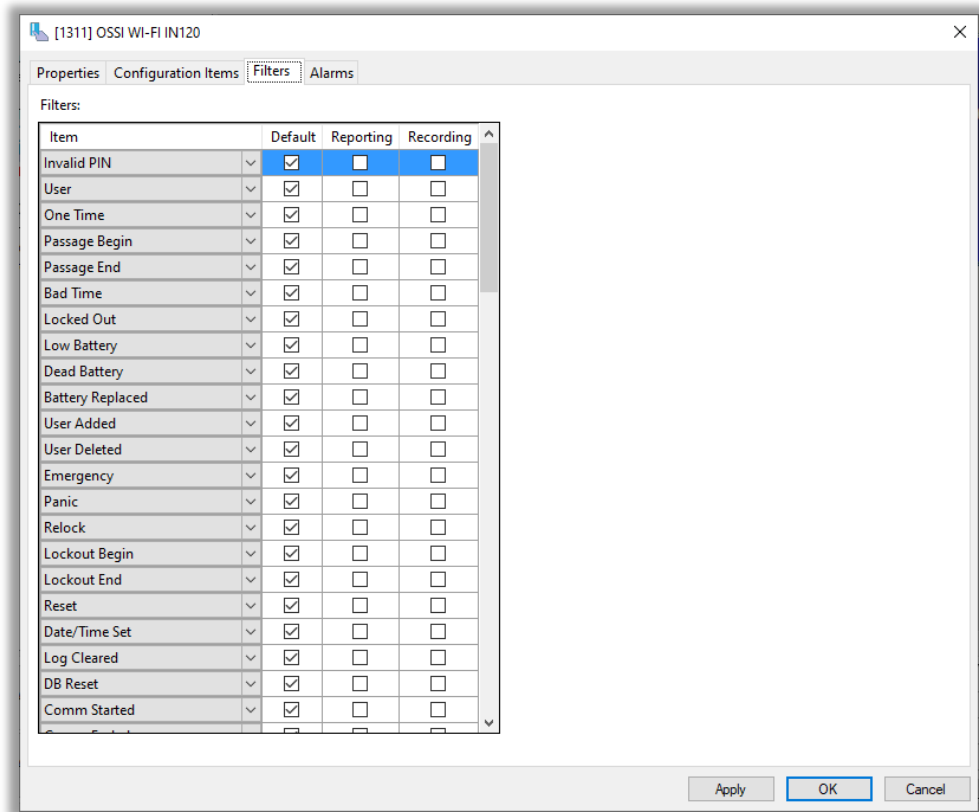 [1311] OSSI WI-FI IN120
Properties Configuration Items Filters Alarms
Filters:
Item Default Reporting Recording
Invalid PIN
User
One Time
Passage Begin
Passage End
Bad Time
Locked Out
Low Battery
Dead Battery
Battery Replaced
User Added
User Deleted
Emergency
Panic
Relock
Lockout Begin
Lockout End
Reset
Date/Time Set
Log Cleared
DB Reset
Comm Started
Apply OK Cancel